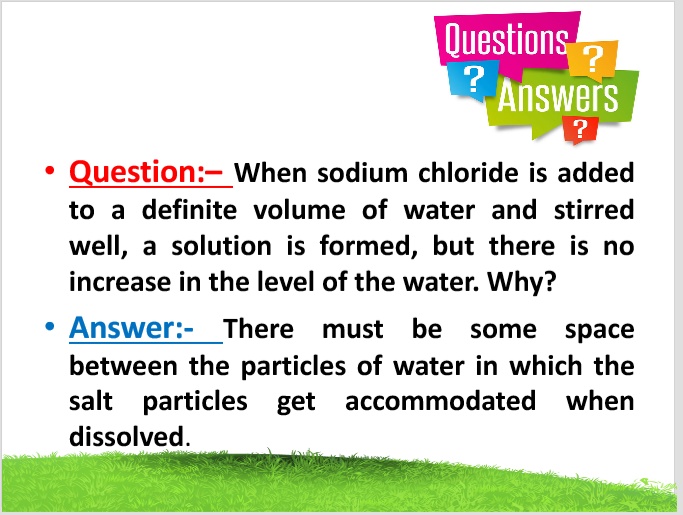 Questions
?
?
Answers
?
• Question:– When sodium chloride is added
to a definite volume of water and stirred
well, a solution is formed, but there is no
increase in the level of the water. Why?
• Answer:- There must be some space
between the particles of water in which the
salt particles get accommodated when
dissolved.